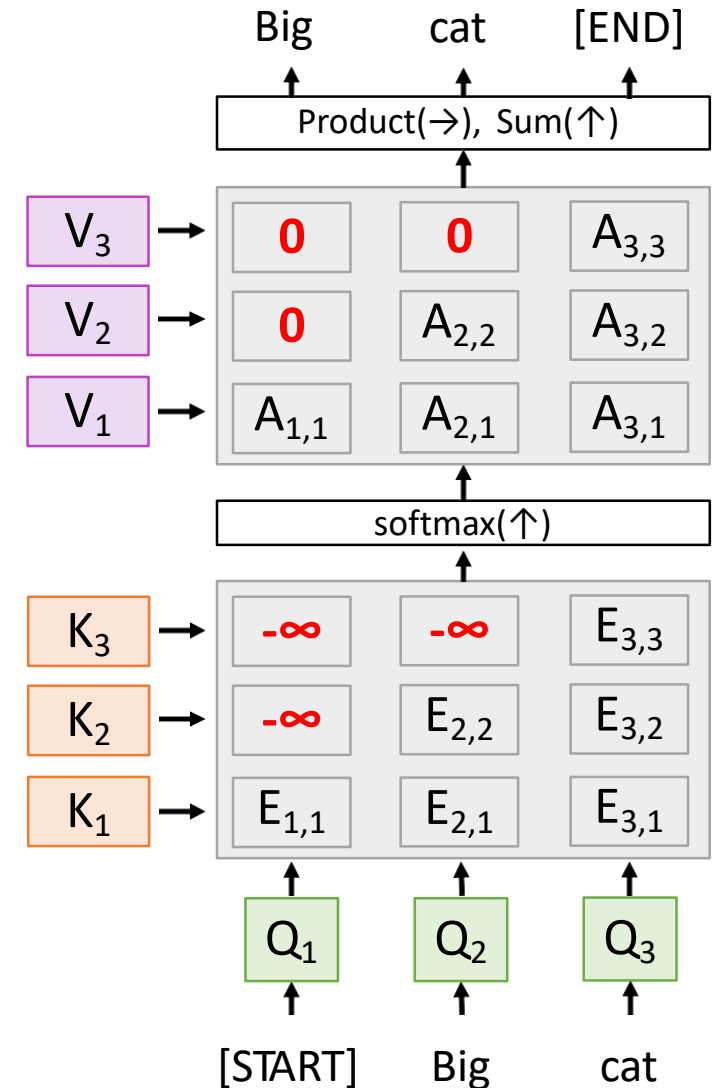 Big cat [END]
Product(→), Sum(↑)
V₃ 0 0 A₃,₃
V₂ 0 A₂,₂ A₃,₂
V₁ A₁,₁ A₂,₁ A₃,₁
softmax(↑)
K₃ -∞ -∞ E₃,₃
K₂ -∞ E₂,₂ E₃,₂
K₁ E₁,₁ E₂,₁ E₃,₁
Q₁ Q₂ Q₃
[START] Big cat